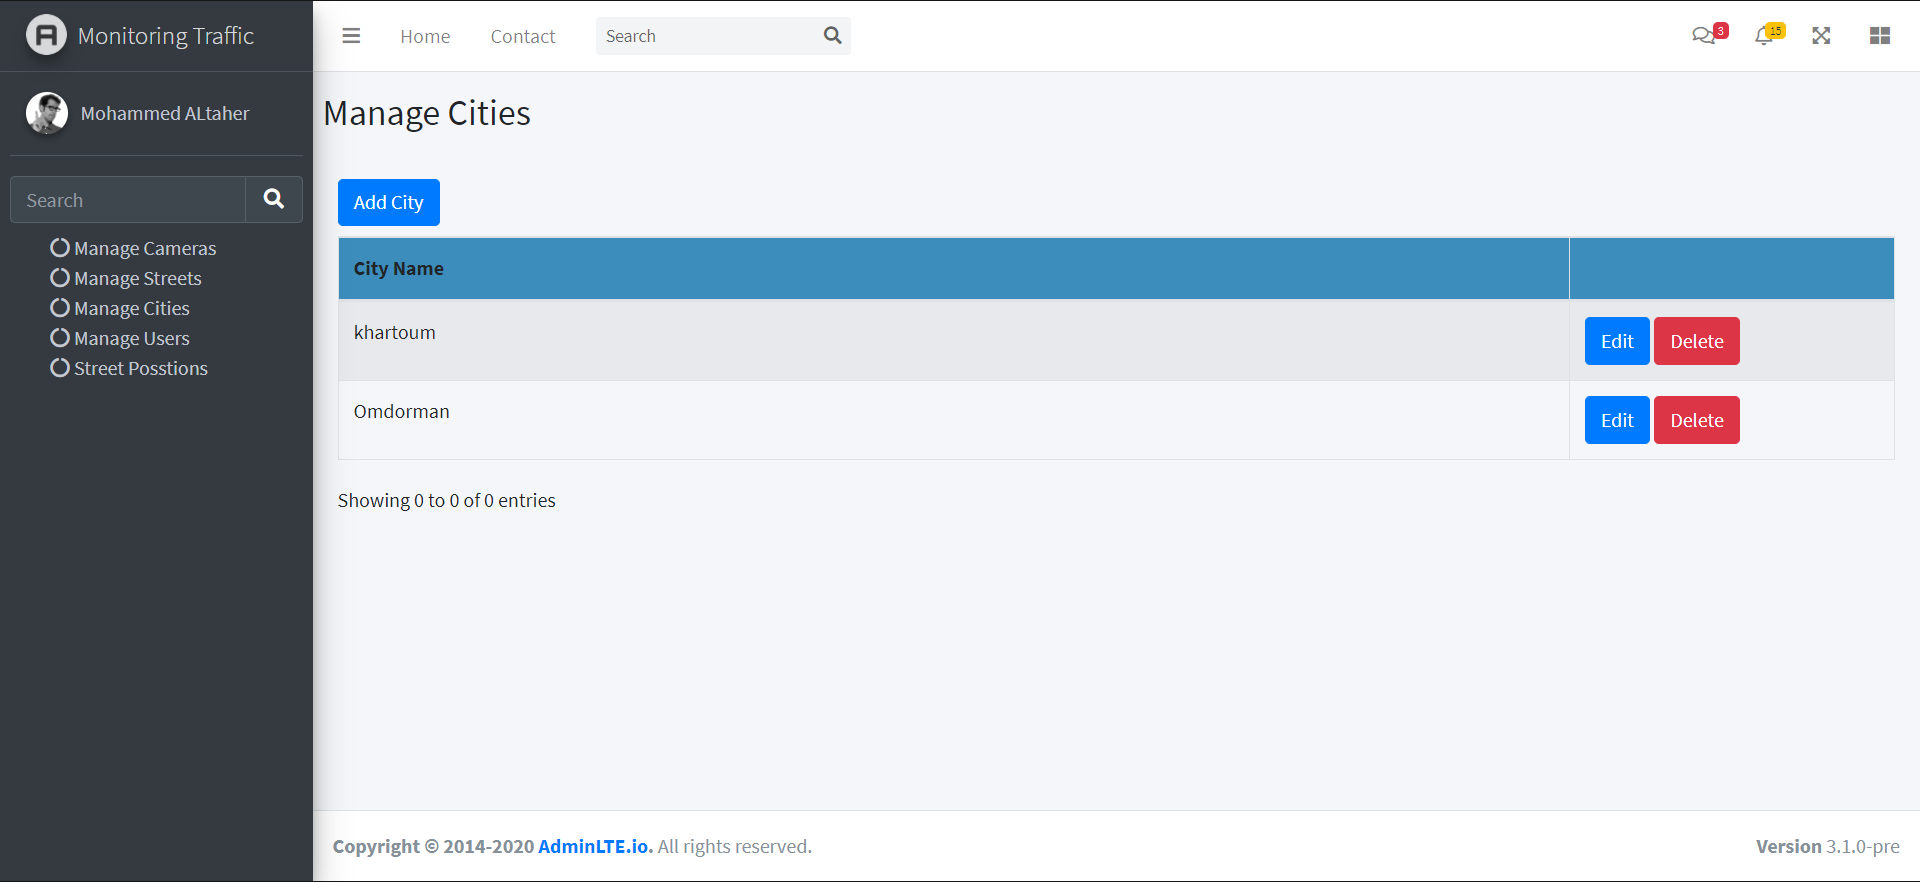 Monitoring Traffic
Home
Contact
Search
3
15
Mohammed ALtaher
Search
Manage Cameras
Manage Streets
Manage Cities
Manage Users
Street Posstions
Manage Cities
Add City
City Name
khartoum
Edit Delete
Omdorman
Edit Delete
Showing 0 to 0 of 0 entries
Copyright © 2014-2020 AdminLTE.io. All rights reserved.
Version 3.1.0-pre